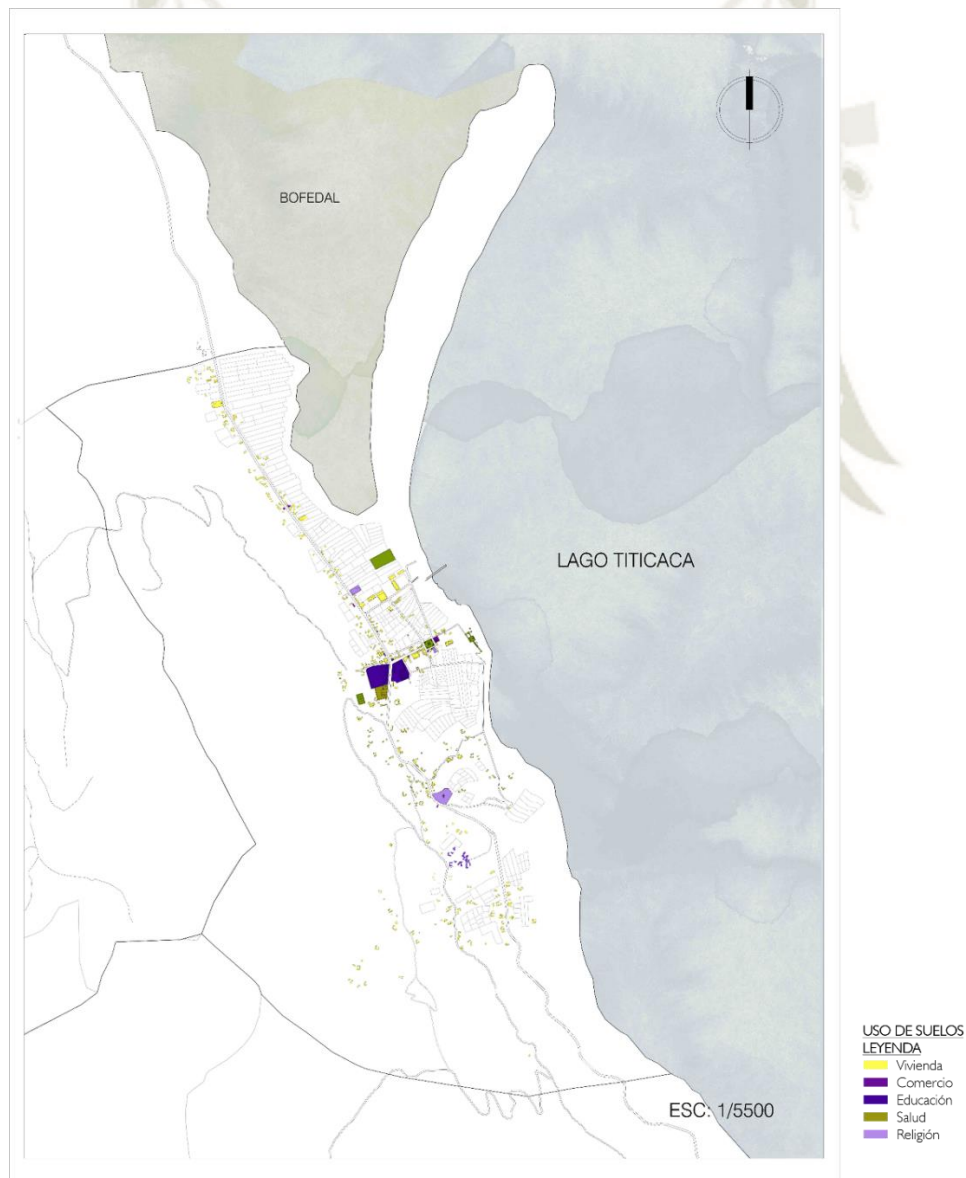 BOFEDAL
LAGO TITICACA
ESC: 1/5500
USO DE SUELOS
LEYENDA
Vivienda
Comercio
Educación
Salud
Religión